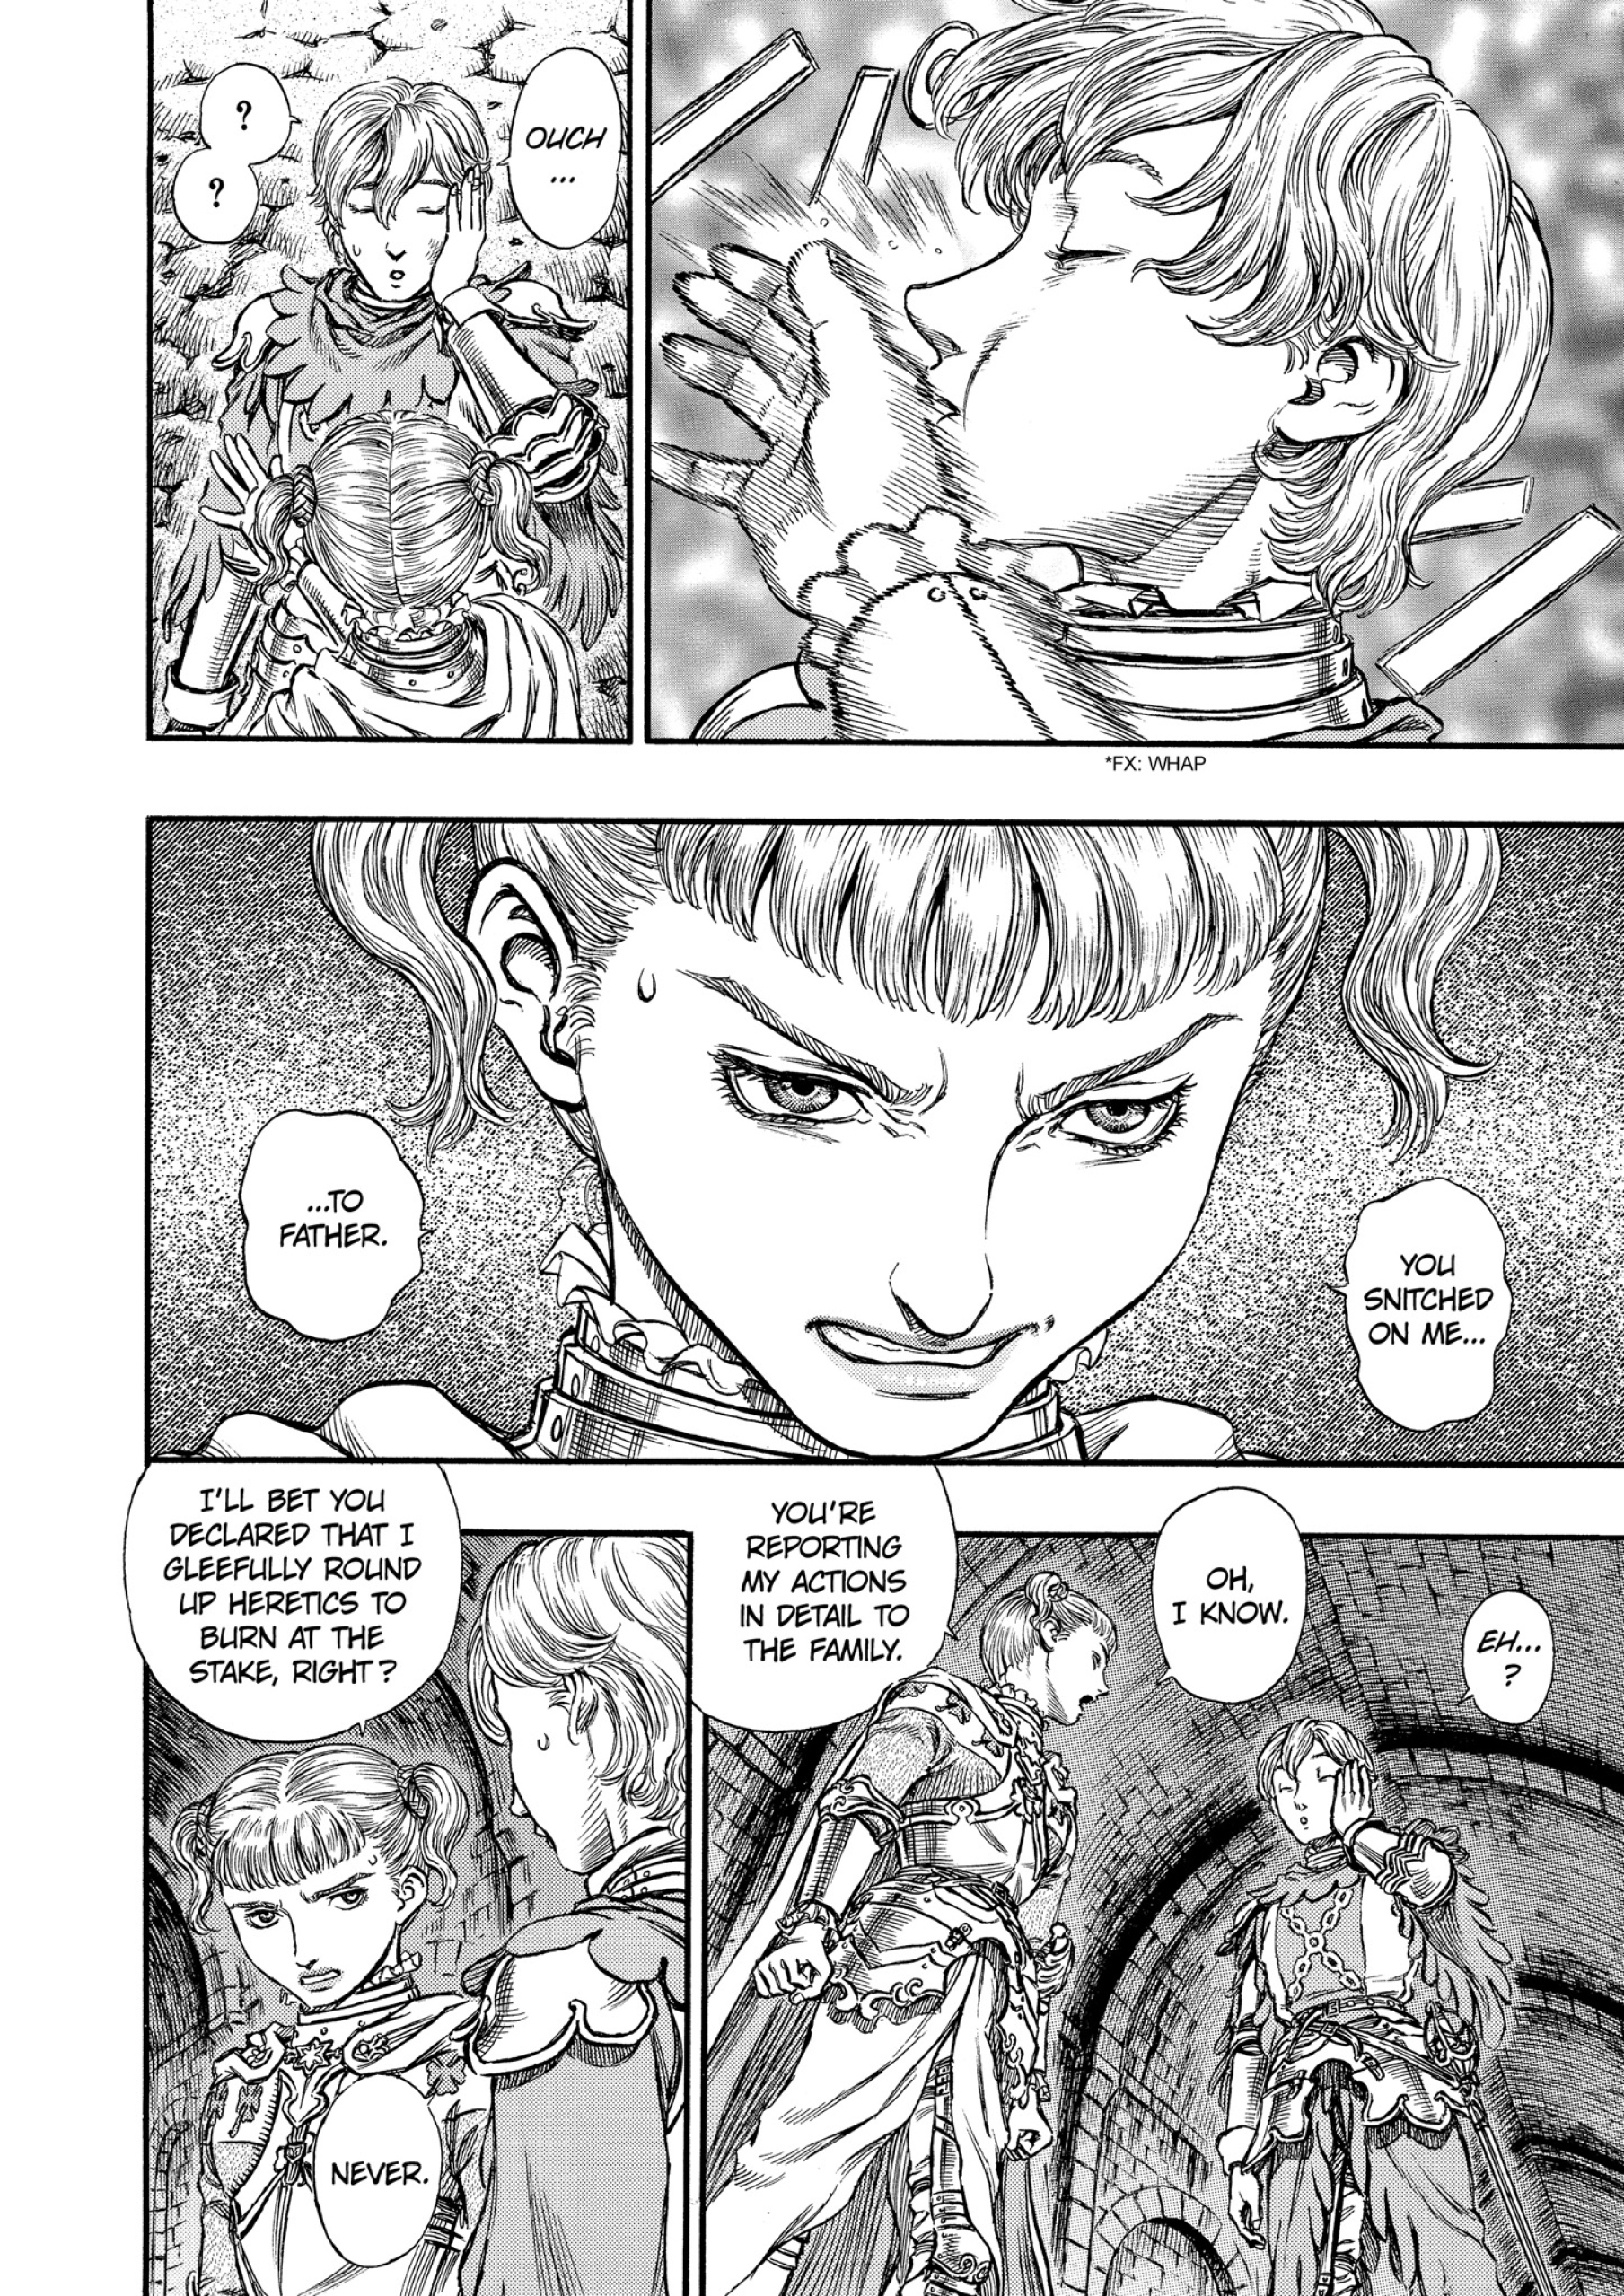 *FX: WHAP
OUCH
...
?
?
YOU
SNITCHED
ON ME...
...TO
FATHER.
EH...
?
OH,
I KNOW.
YOU'RE
REPORTING
MY ACTIONS
IN DETAIL TO
THE FAMILY.
I'LL BET YOU
DECLARED THAT I
GLEEFULLY ROUND
UP HERETICS TO
BURN AT THE
STAKE, RIGHT?
NEVER.